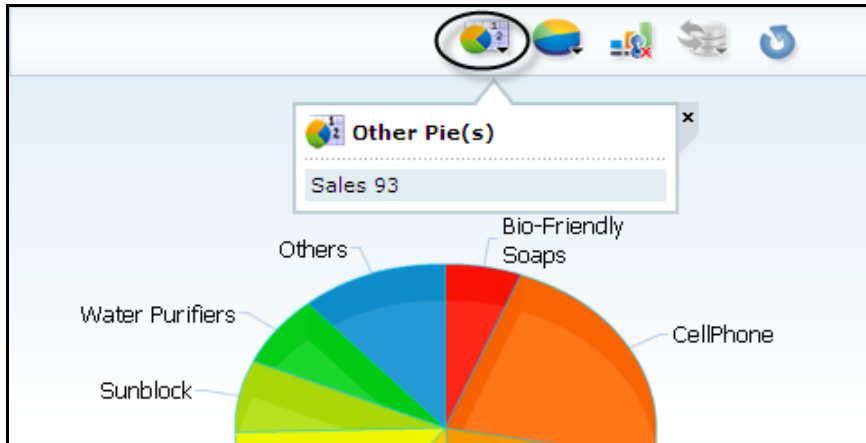 Other Pie(s)
Sales 93
Bio-Friendly
Soaps
Others
Water Purifiers
CellPhone
Sunblock